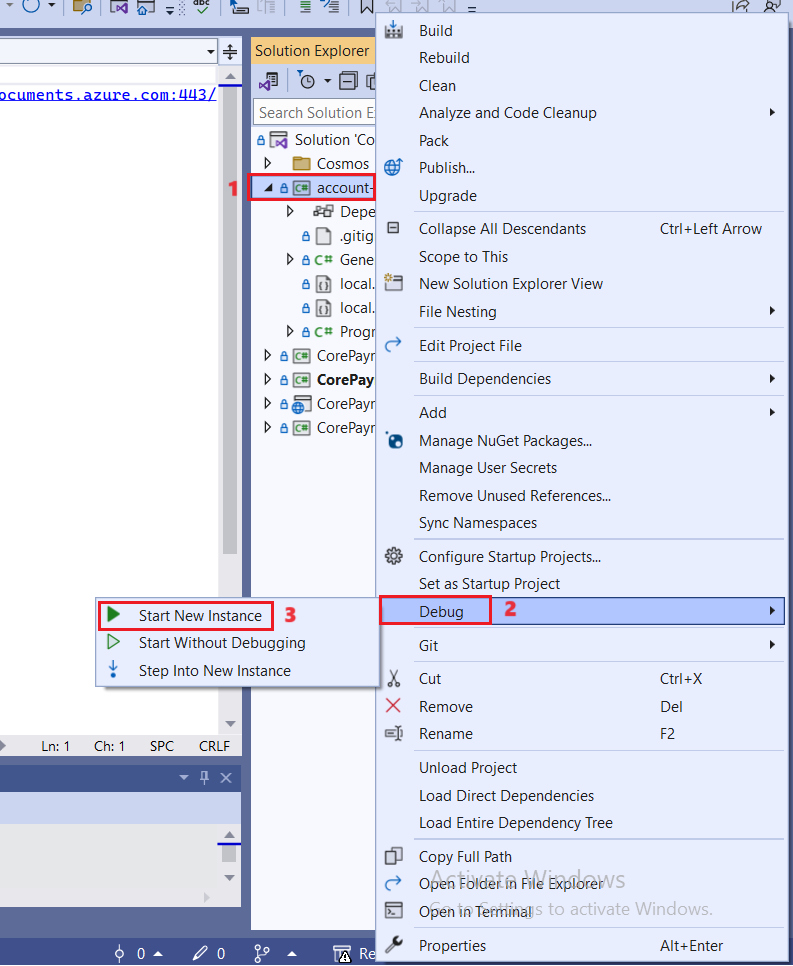 ocuments.azure.com:443/
Solution Explorer
Search Solution E
Solution 'Co
Cosmos
1
account-
Depe
.gitig
Gene
local.
local.
Progr
CorePayn
CorePay
CorePayn
CorePayn
Build
Rebuild
Clean
Analyze and Code Cleanup
Pack
Publish...
Upgrade
Collapse All Descendants Ctrl+Left Arrow
Scope to This
New Solution Explorer View
File Nesting
Edit Project File
Build Dependencies
Add
Manage NuGet Packages...
Manage User Secrets
Remove Unused References...
Sync Namespaces
Configure Startup Projects...
Set as Startup Project
Debug 2
Start New Instance 3
Start Without Debugging
Step Into New Instance
Git
Cut Ctrl+X
Remove Del
Rename F2
Unload Project
Load Direct Dependencies
Load Entire Dependency Tree
Copy Full Path
Open Folder in File Explorer
Open in Terminal
Properties Alt+Enter
Activate Windows
Go to Settings to activate Windows.
Ln: 1 Ch: 1 SPC CRLF
0 0 Re